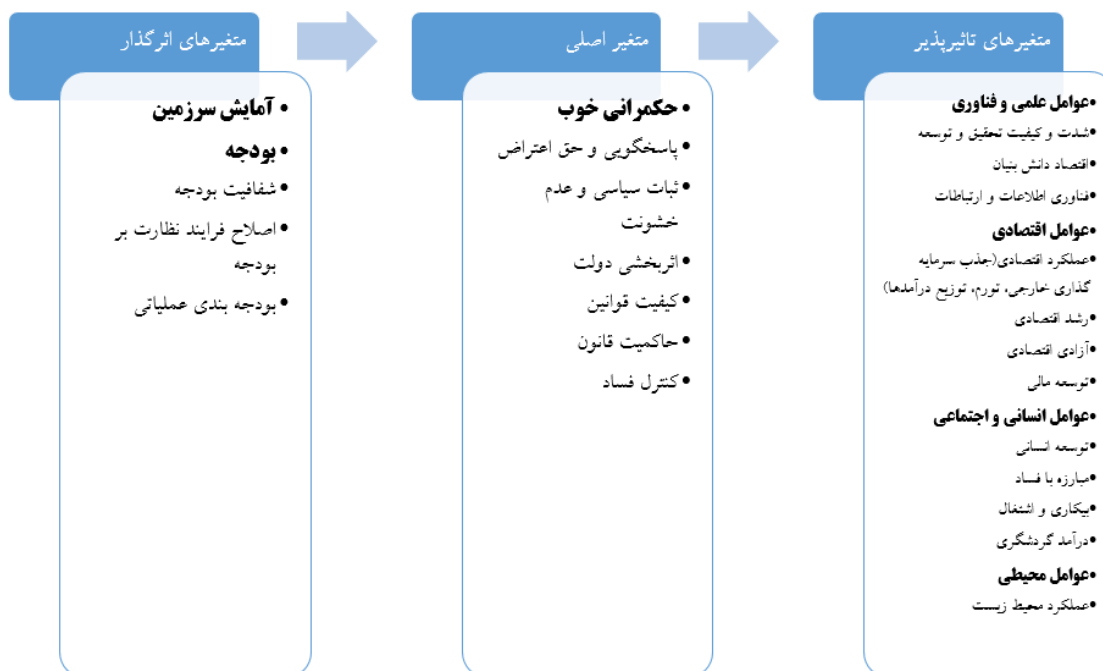 متغیرهای اثرگذار
• آمایش سرزمین
• بودجه
• شفافیت بودجه
• اصلاح فرایند نظارت بر
بودجه
• بودجه بندی عملیاتی
متغیر اصلی
• حکمرانی خوب
• پاسخگویی و حق اعتراض
• ثبات سیاسی و عدم
خشونت
• اثربخشی دولت
• کیفیت قوانین
• حاکمیت قانون
• کنترل فساد
متغیرهای تاثیرپذیر
•عوامل علمی و فناوری
•شدت و کیفیت تحقیق و توسعه
•اقتصاد دانش بنیان
•فناوری اطلاعات و ارتباطات
•عوامل اقتصادی
•عملکرد اقتصادی(جذب سرمایه
گذاری خارجی، تورم، توزیع درآمدها)
•رشد اقتصادی
•آزادی اقتصادی
•توسعه مالی
•عوامل انسانی و اجتماعی
•توسعه انسانی
•مبارزه با فساد
•بیکاری و اشتغال
•درآمد گردشگری
•عوامل محیطی
•عملکرد محیط زیست